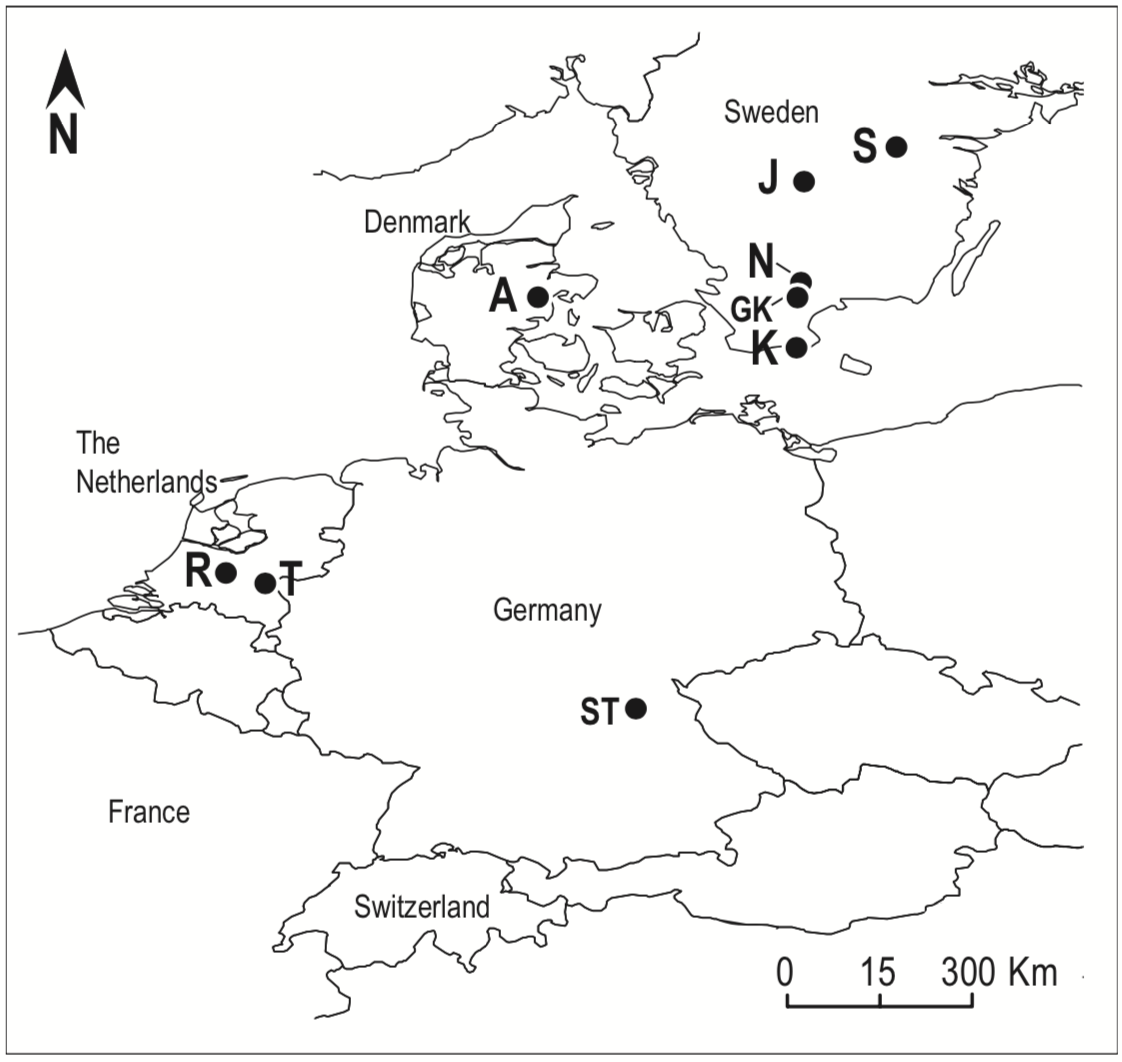 N
Sweden
S
J
Denmark
N
A
GK
K
The
Netherlands
R
T
Germany
ST
France
Switzerland
0 15 300 Km